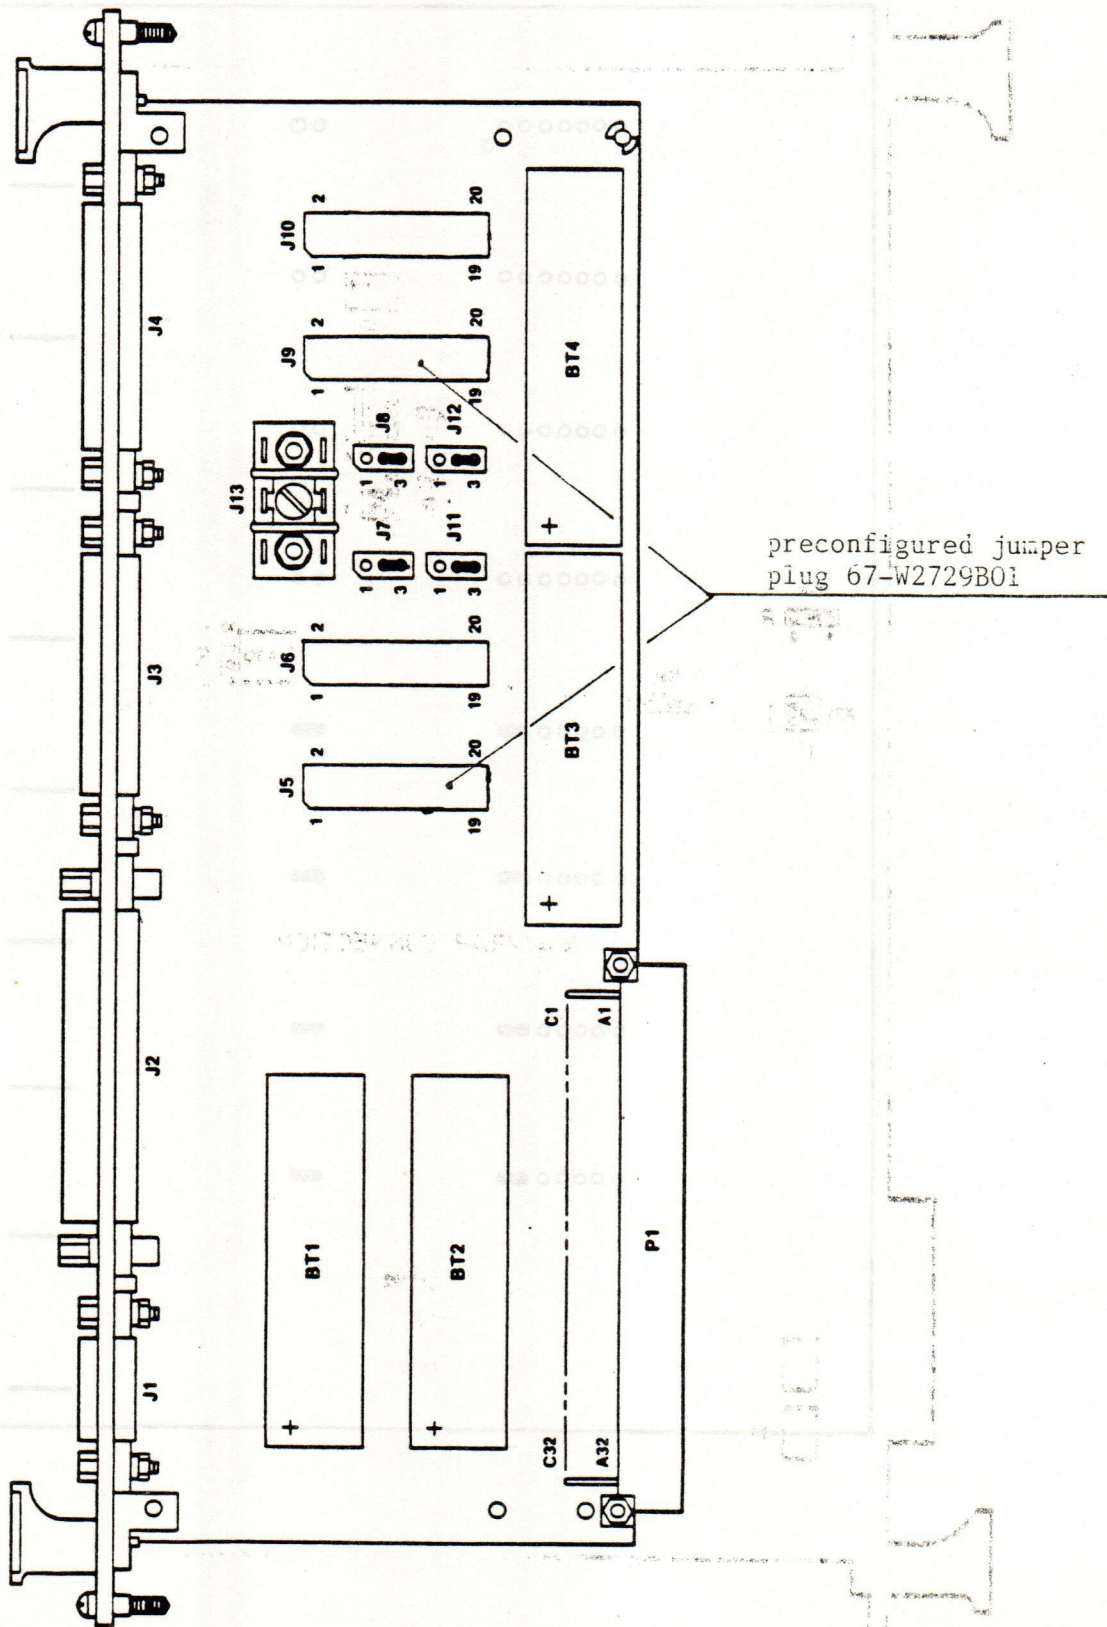 J4
J3
J2
J1
J10
2
20
1
19
J9
2
20
1
19
J13
J8
1
3
J12
1
3
J7
1
3
J11
1
3
J6
2
20
1
19
J5
2
20
1
19
BT4
+
BT3
+
BT1
+
BT2
+
C1
A1
C32
A32
P1
preconfigured jumper
plug 67-W2729B01